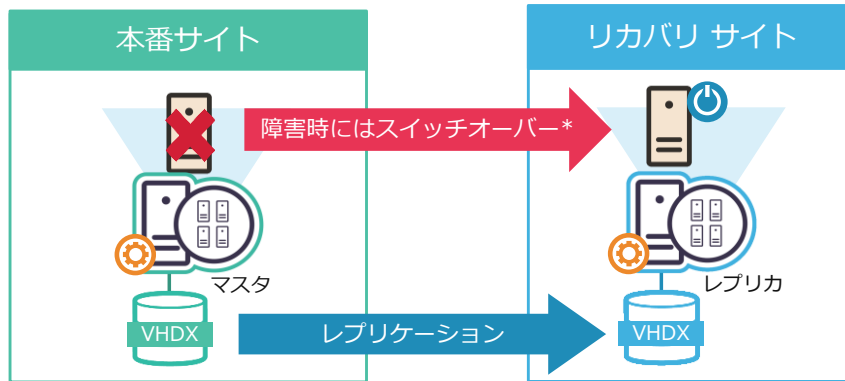 本番サイト
リカバリ サイト
障害時にはスイッチオーバー*
マスタ
レプリカ
VHDX
レプリケーション
VHDX